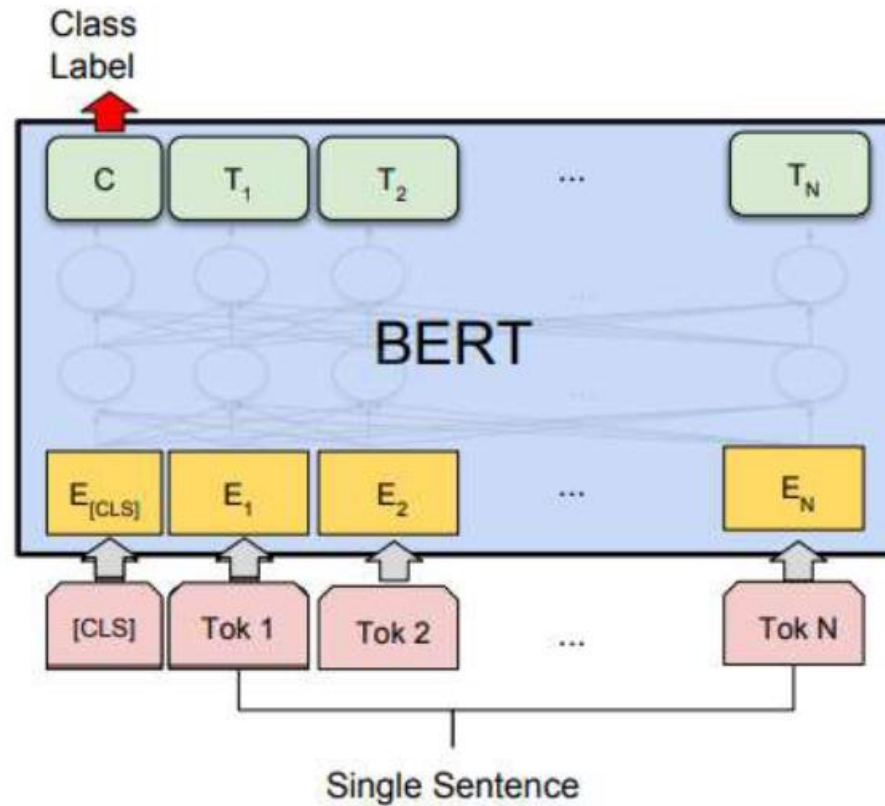 Class
Label
C T1 T2 ... TN
...
BERT
...
E[CLS] E1 E2 ... EN
[CLS] Tok 1 Tok 2 ... Tok N
Single Sentence